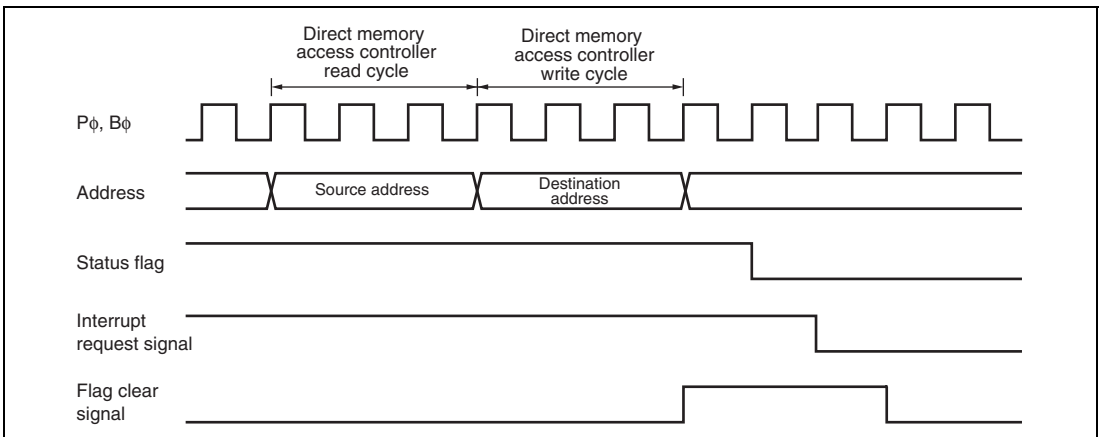 Direct memory
access controller
read cycle
Direct memory
access controller
write cycle
Pϕ, Bϕ
Address
Source address
Destination
address
Status flag
Interrupt
request signal
Flag clear
signal